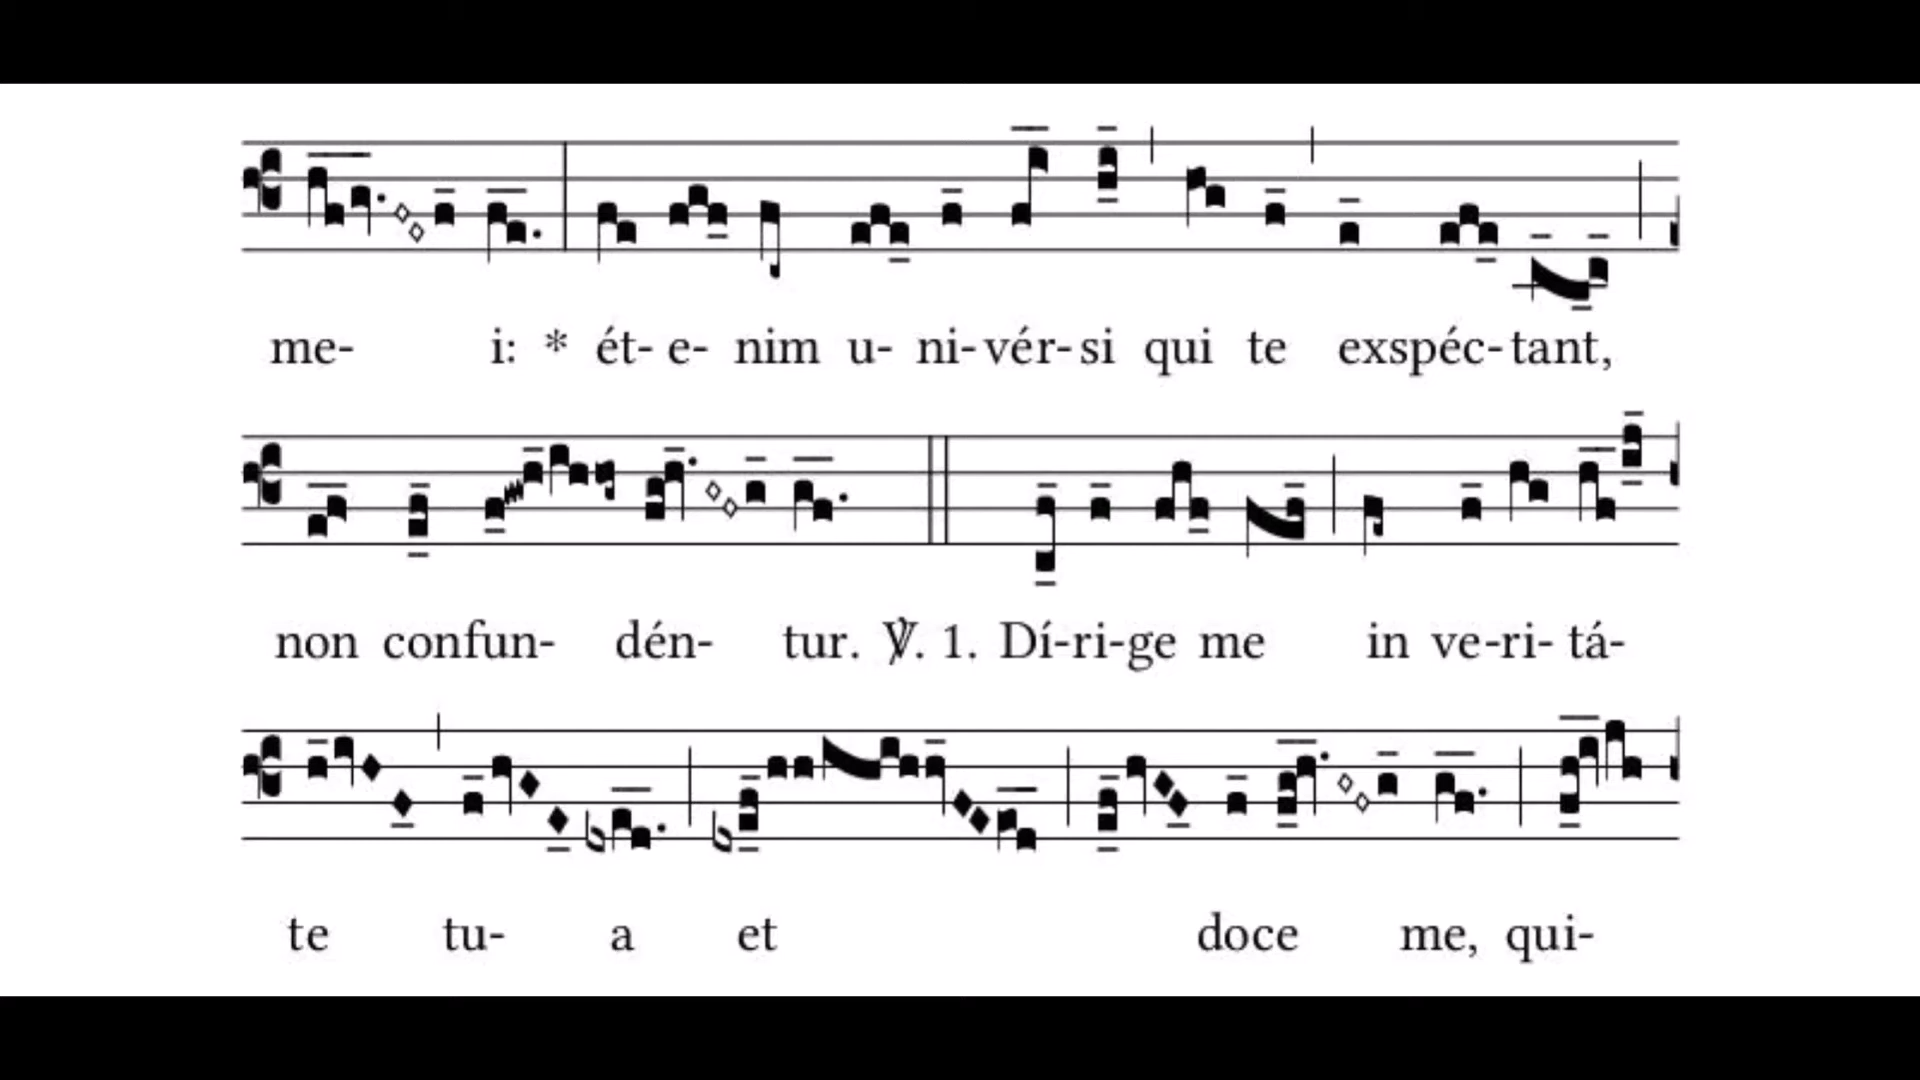 me- i: * ét- e- nim u- ni- vér- si qui te exspéc- tant,
non confun- dén- tur. ℣. 1. Dí-ri-ge me in ve-ri- tá-
te tu- a et doce me, qui-